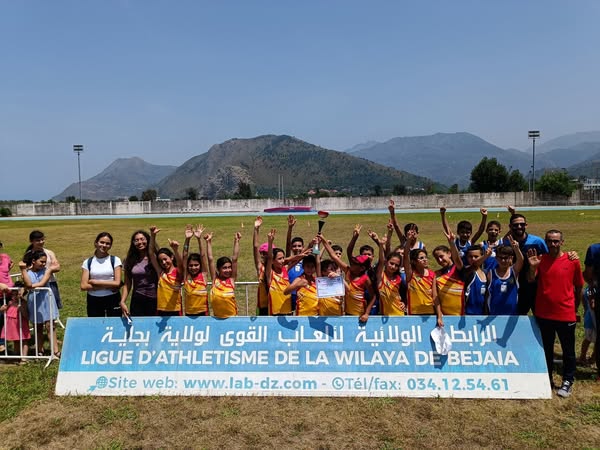 الرابطة الولائية لألعاب القوى لولاية بجاية
LIGUE D'ATHLETISME DE LA WILAYA DE BEJAIA
Site web: www.lab-dz.com - Tél/fax: 034.12.54.61